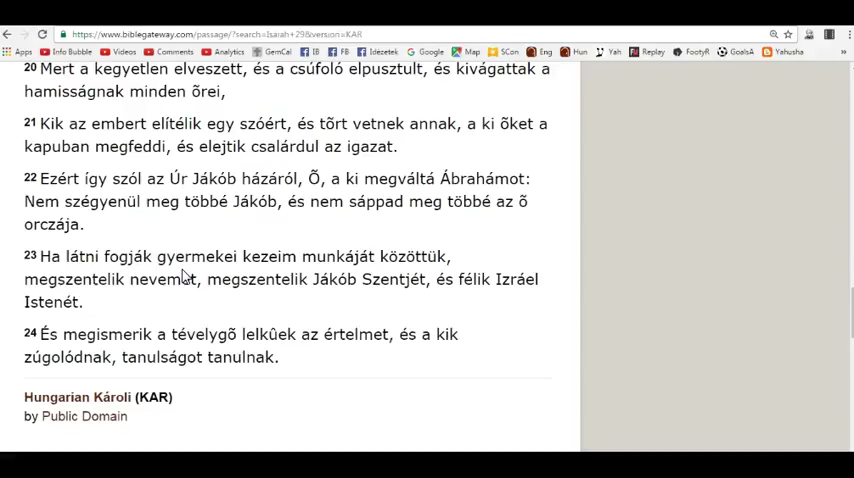 https://www.biblegateway.com/passage/?search=Isaiah+29&version=KAR
Apps Info Bubble Videos Comments Analytics GemCal IB FB Idézetek Google Map SCon Eng Hun Yah Replay FootyR GoalsA Yahusha »
20 Mert a kegyetlen elveszett, és a csúfoló elpusztult, és kivágattak a
hamisságnak minden õrei,
21 Kik az embert elítélik egy szóért, és tõrt vetnek annak, a ki õket a
kapuban megfeddi, és elejtik csalárdul az igazat.
22 Ezért így szól az Úr Jákób házáról, Õ, a ki megváltá Ábrahámot:
Nem szégyenül meg többé Jákób, és nem sáppad meg többé az õ
orczája.
23 Ha látni fogják gyermekei kezeim munkáját közöttük,
megszentelik nevemet, megszentelik Jákób Szentjét, és félik Izráel
Istenét.
24 És megismerik a tévelygõ lelkûek az értelmet, és a kik
zúgolódnak, tanulságot tanulnak.
Hungarian Károli (KAR)
by Public Domain